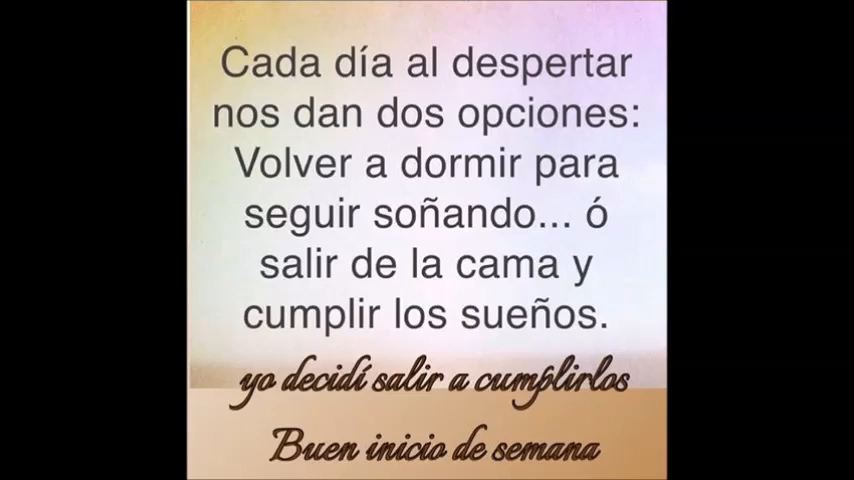 Cada día al despertar
nos dan dos opciones:
Volver a dormir para
seguir soñando... ó
salir de la cama y
cumplir los sueños.
yo decidí salir a cumplirlos
Buen inicio de semana